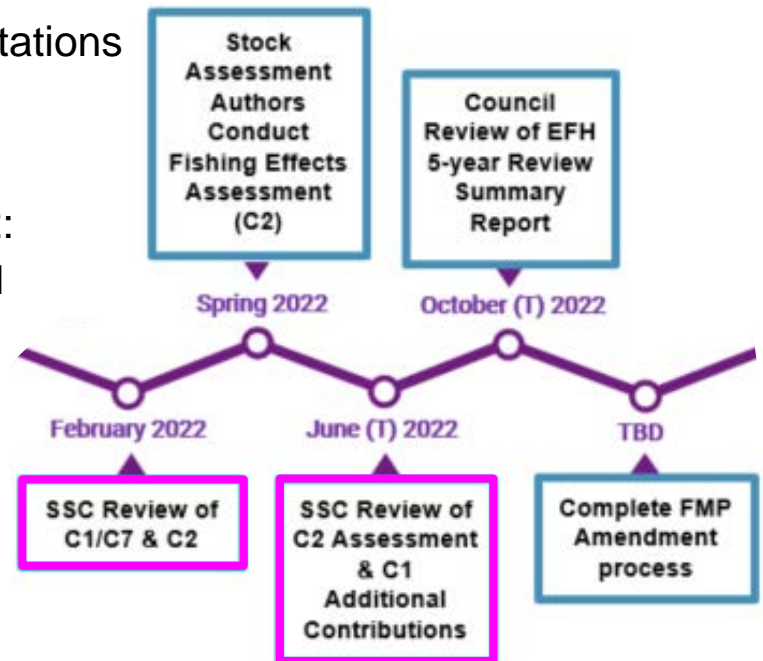 tations
t:
Stock
Assessment
Authors
Conduct
Fishing Effects
Assessment
(C2)
Council
Review of EFH
5-year Review
Summary
Report
Spring 2022
October (T) 2022
February 2022
June (T) 2022
TBD
SSC Review of
C1/C7 & C2
SSC Review of
C2 Assessment
& C1
Additional
Contributions
Complete FMP
Amendment
process